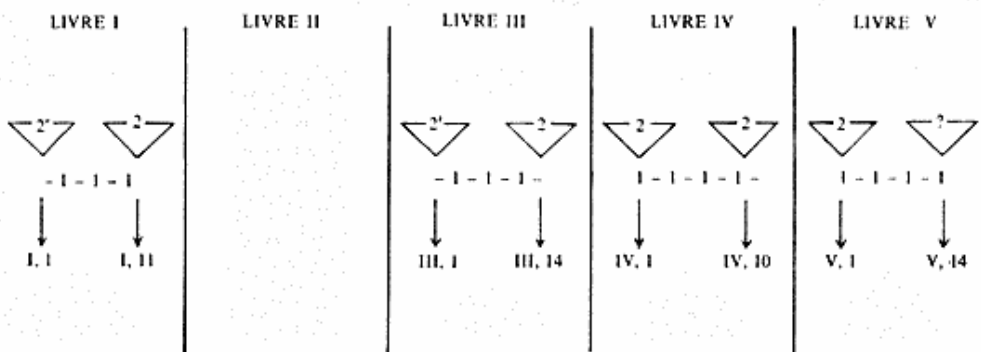 LIVRE I LIVRE II LIVRE III LIVRE IV LIVRE V
2' 2 2' 2 2 2 2 ?
- 1 - 1 - 1 - 1 - 1 - 1 - 1 - 1 - 1 - 1 - 1 - 1 - 1 - 1
I, 1 I, 11 III, 1 III, 14 IV, 1 IV, 10 V, 1 V, 14